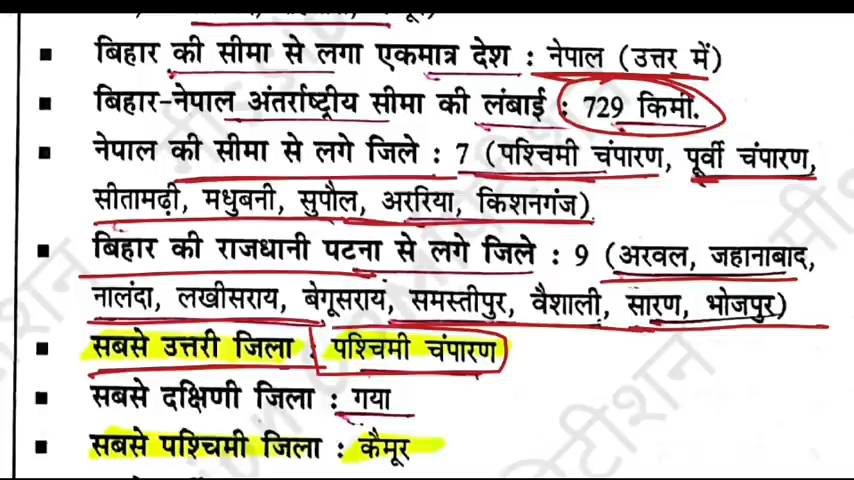 ■ बिहार की सीमा से लगा एकमात्र देश : नेपाल (उत्तर में)
■ बिहार-नेपाल अंतर्राष्ट्रीय सीमा की लंबाई : 729 किमी.
■ नेपाल की सीमा से लगे जिले : 7 (पश्चिमी चंपारण, पूर्वी चंपारण,
सीतामढ़ी, मधुबनी, सुपौल, अररिया, किशनगंज)
■ बिहार की राजधानी पटना से लगे जिले : 9 (अरवल, जहानाबाद,
नालंदा, लखीसराय, बेगूसराय, समस्तीपुर, वैशाली, सारण, भोजपुर)
■ सबसे उत्तरी जिला : पश्चिमी चंपारण
■ सबसे दक्षिणी जिला : गया
■ सबसे पश्चिमी जिला : कैमूर